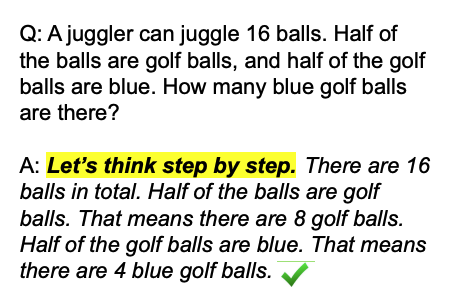 Q: A juggler can juggle 16 balls. Half of
the balls are golf balls, and half of the golf
balls are blue. How many blue golf balls
are there?
A: Let’s think step by step. There are 16
balls in total. Half of the balls are golf
balls. That means there are 8 golf balls.
Half of the golf balls are blue. That means
there are 4 blue golf balls.